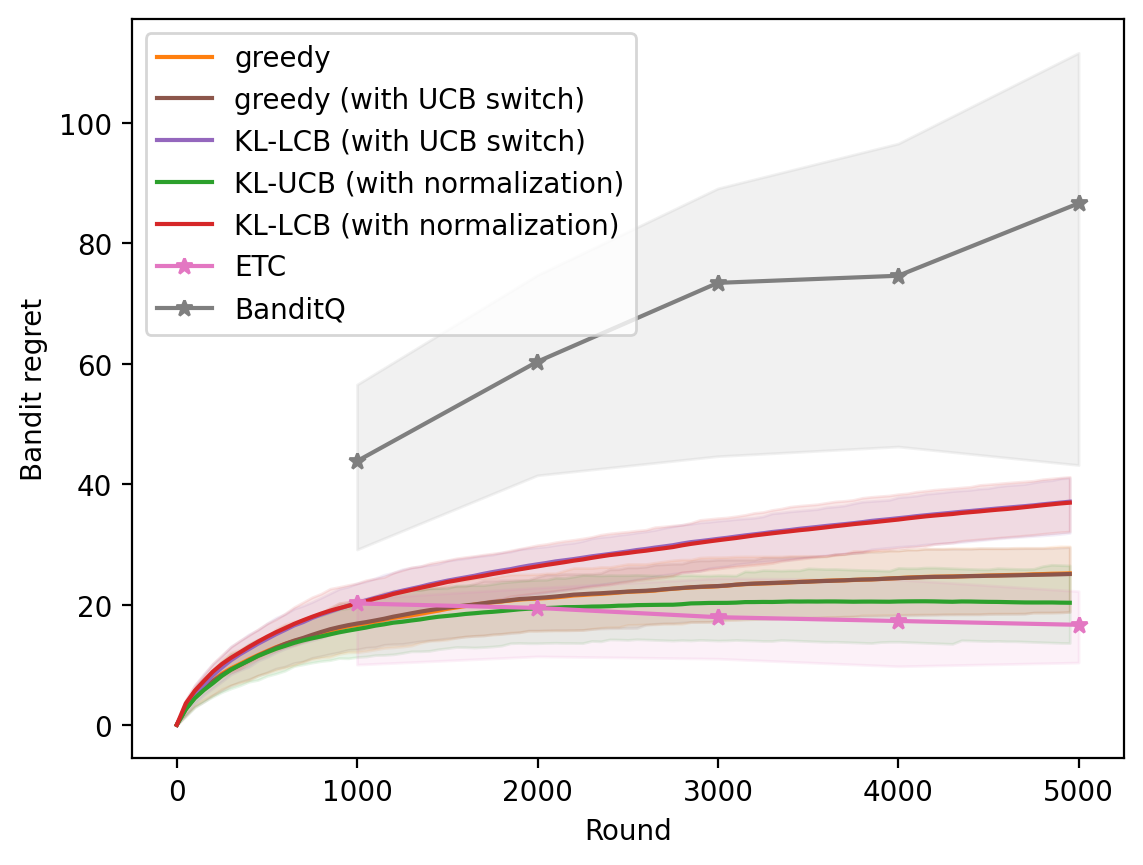 greedy
greedy (with UCB switch)
KL-LCB (with UCB switch)
KL-UCB (with normalization)
KL-LCB (with normalization)
ETC
BanditQ
Bandit regret
100
80
60
40
20
0
0 1000 2000 3000 4000 5000
Round